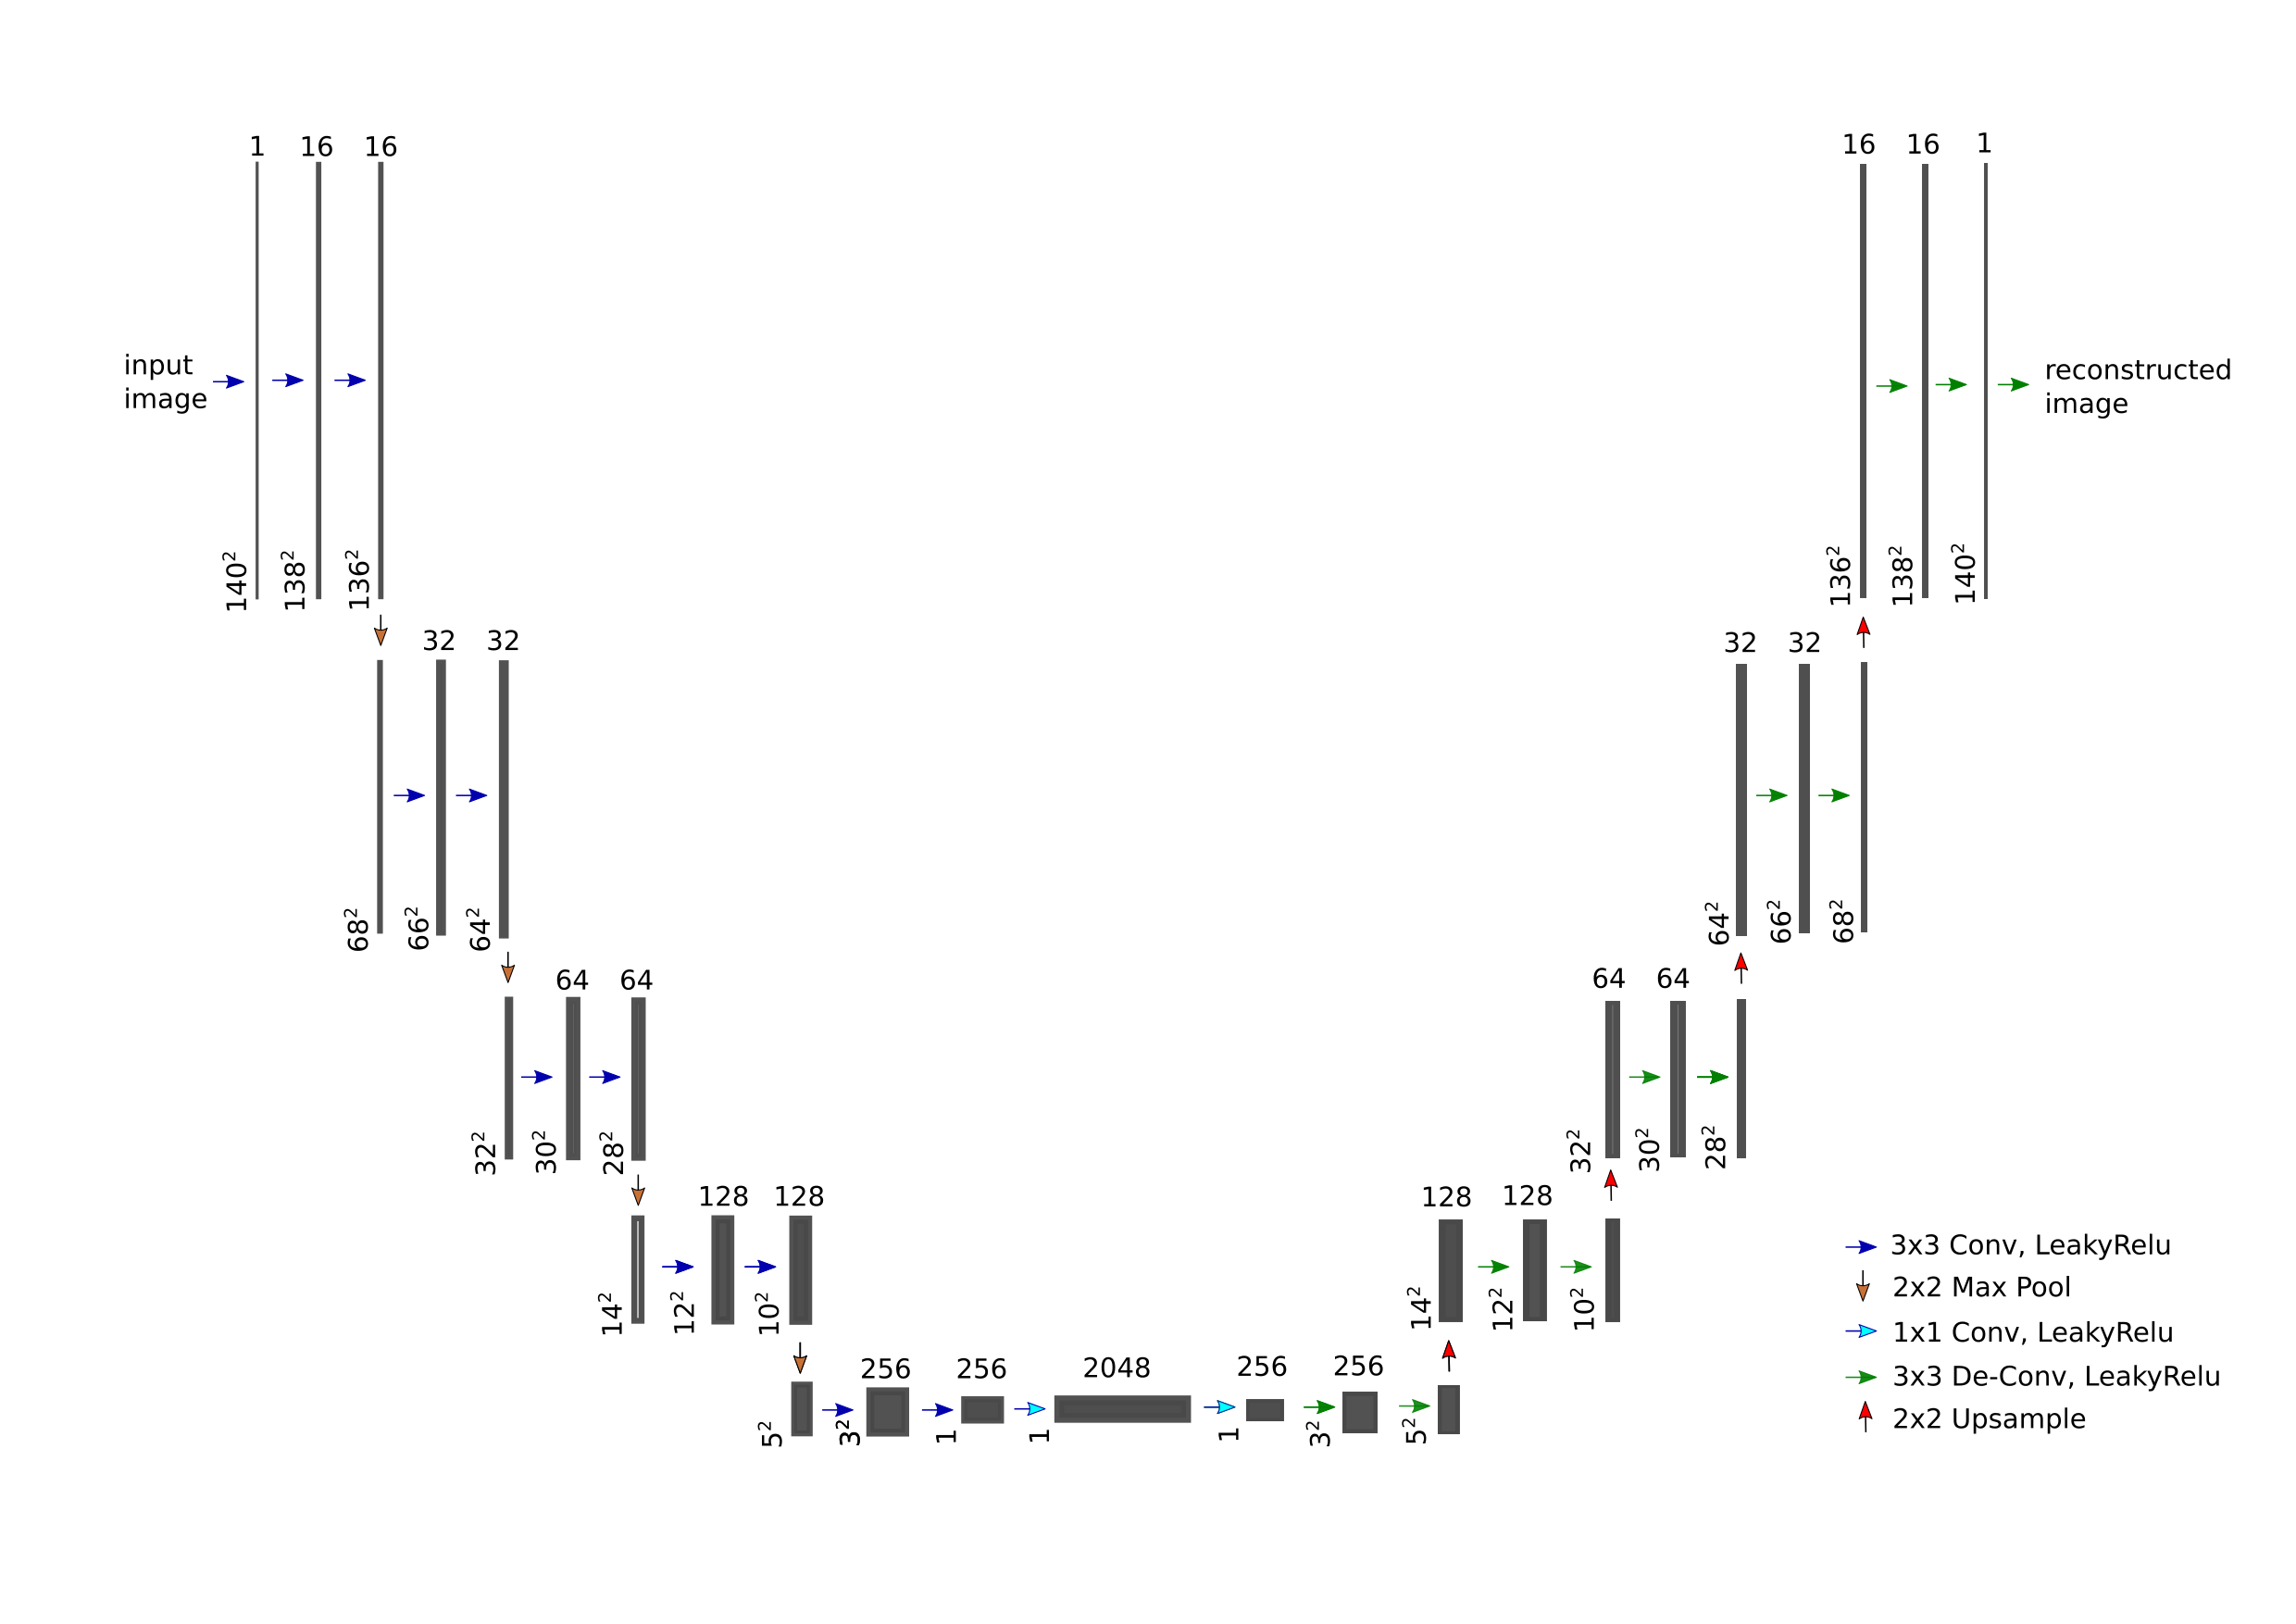 1 16 16
16 16 1
input
image
reconstructed
image
140² 138² 136²
136² 138² 140²
32 32
32 32
68² 66² 64²
64² 66² 68²
64 64
64 64
32² 30² 28²
32² 30² 28²
128 128
128 128
14² 12² 10²
14² 12² 10²
256 256 2048 256 256
5² 3² 1 1 1 3² 5²
3x3 Conv, LeakyRelu
2x2 Max Pool
1x1 Conv, LeakyRelu
3x3 De-Conv, LeakyRelu
2x2 Upsample